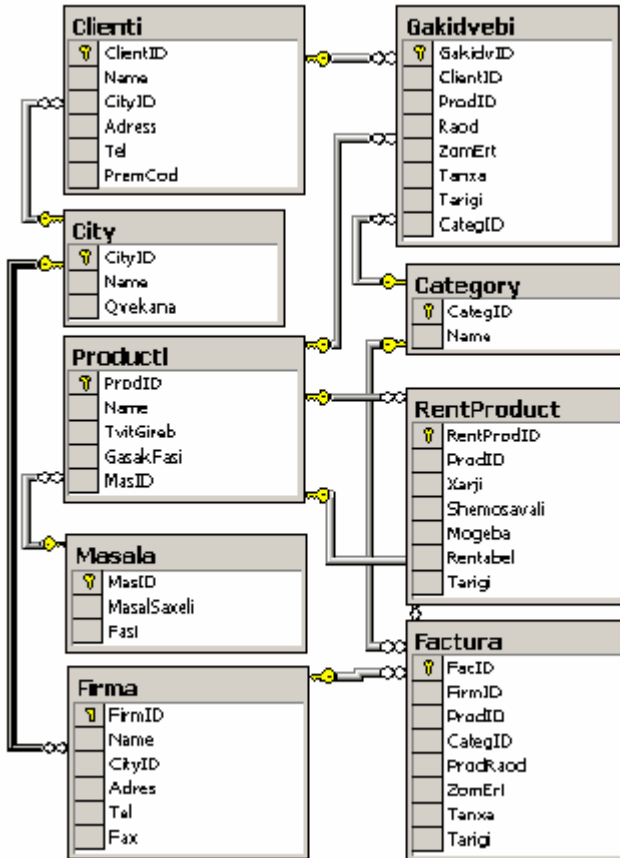 Clienti
ClientID
Name
CityID
Adress
Tel
PremCod
City
CityID
Name
Qvekana
Producti
ProdID
Name
TvitGireb
GasakFasi
MasID
Masala
MasID
MasalSaxeli
Fasi
Firma
FirmID
Name
CityID
Adres
Tel
Fax
Gakidvebi
GakidvID
ClientID
ProdID
Raod
ZomErt
Tanxa
Tarigi
CategID
Category
CategID
Name
RentProduct
RentProdID
ProdID
Xarji
Shemosavali
Mogeba
Rentabel
Tarigi
Factura
FacID
FirmID
ProdID
CategID
ProdRaod
ZomErt
Tanxa
Tarigi